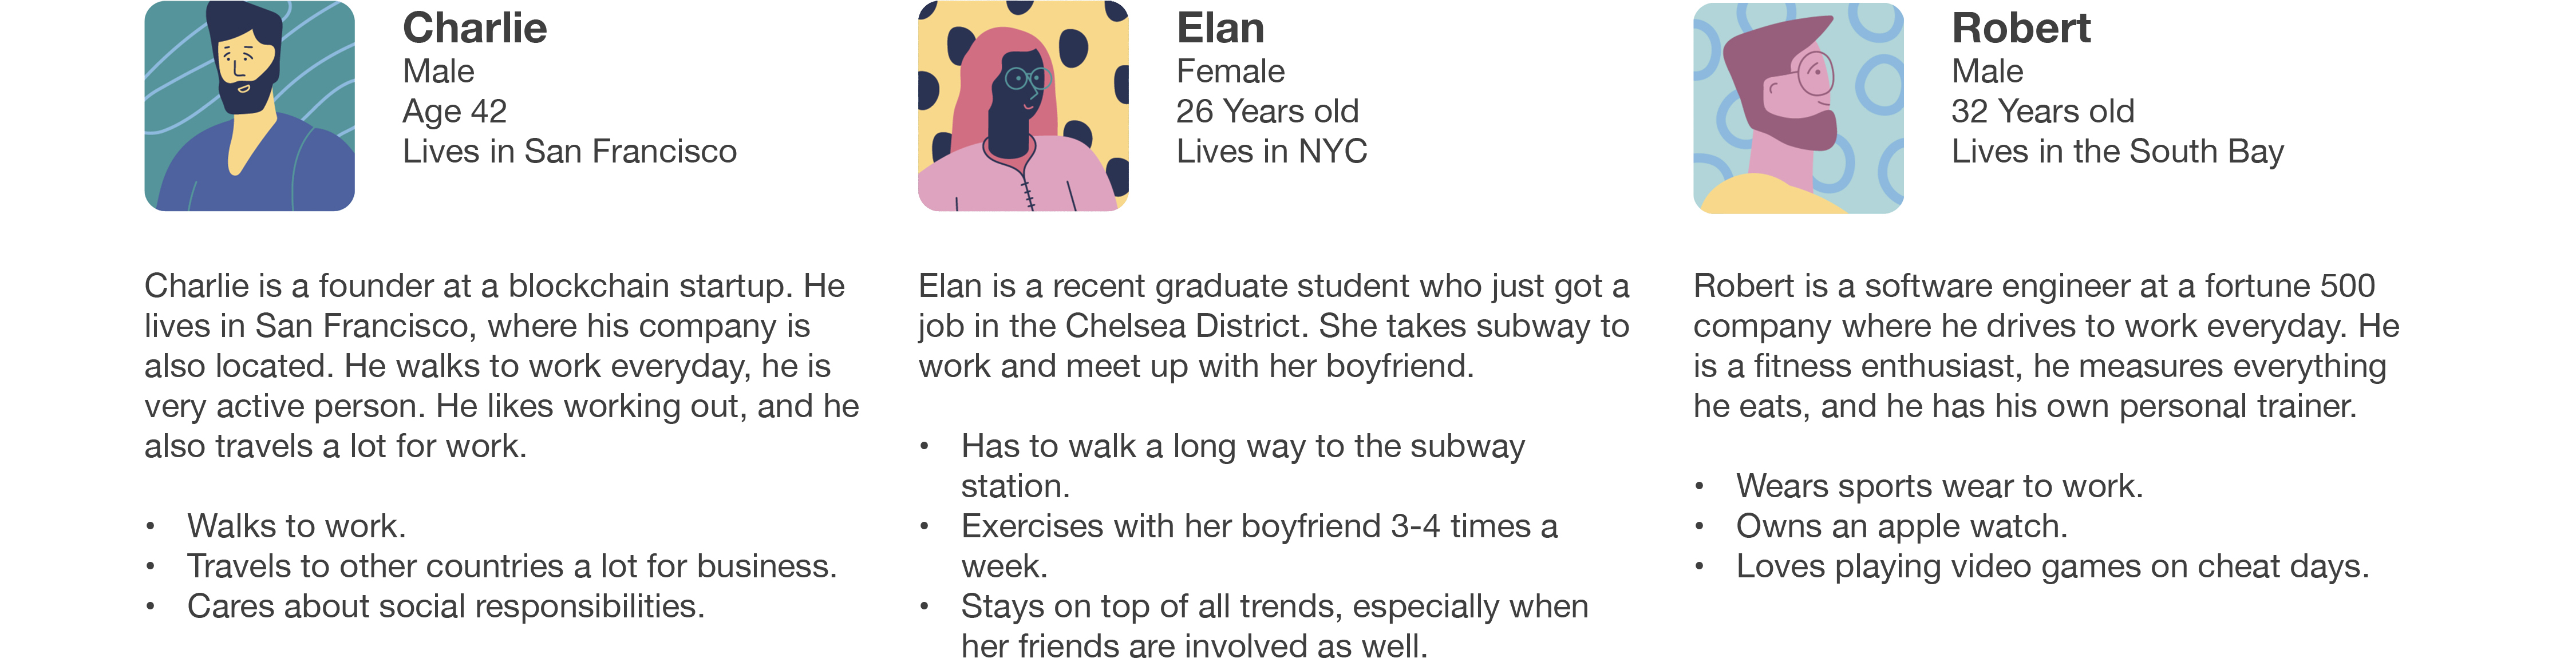 Charlie
Male
Age 42
Lives in San Francisco
Charlie is a founder at a blockchain startup. He
lives in San Francisco, where his company is
also located. He walks to work everyday, he is
very active person. He likes working out, and he
also travels a lot for work.
• Walks to work.
• Travels to other countries a lot for business.
• Cares about social responsibilities.
Elan
Female
26 Years old
Lives in NYC
Elan is a recent graduate student who just got a
job in the Chelsea District. She takes subway to
work and meet up with her boyfriend.
• Has to walk a long way to the subway
station.
• Exercises with her boyfriend 3-4 times a
week.
• Stays on top of all trends, especially when
her friends are involved as well.
Robert
Male
32 Years old
Lives in the South Bay
Robert is a software engineer at a fortune 500
company where he drives to work everyday. He
is a fitness enthusiast, he measures everything
he eats, and he has his own personal trainer.
• Wears sports wear to work.
• Owns an apple watch.
• Loves playing video games on cheat days.